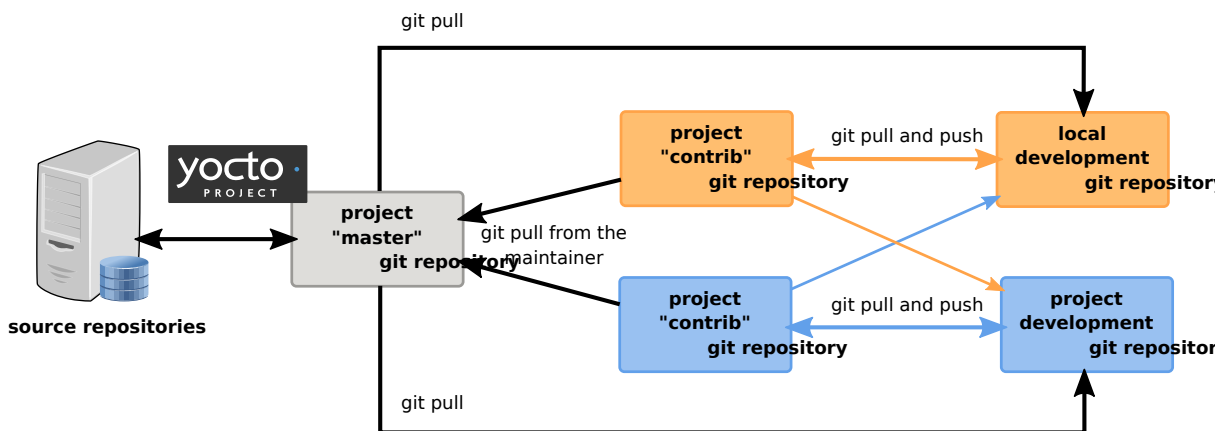 git pull
yocto
PROJECT
source repositories
project
"master"
git repository
git pull from the
maintainer
project
"contrib"
git repository
git pull and push
local
development
git repository
project
"contrib"
git repository
git pull and push
project
development
git repositor
git pull